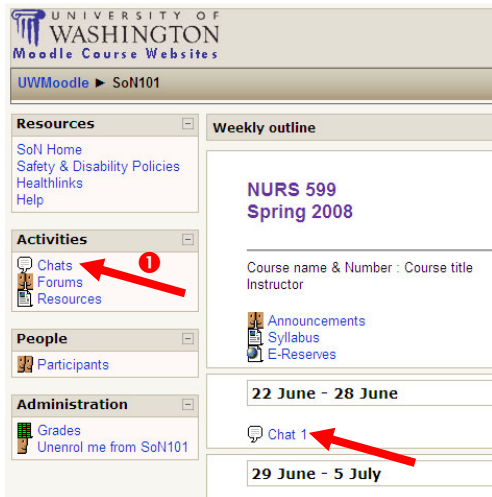 UNIVERSITY OF
WASHINGTON
Moodle Course Websites
UWMoodle ► SoN101
Resources
SoN Home
Safety & Disability Policies
Healthlinks
Help
Activities
Chats
1
Forums
Resources
People
Participants
Administration
Grades
Unenrol me from SoN101
Weekly outline
NURS 599
Spring 2008
Course name & Number : Course title
Instructor
Announcements
Syllabus
E-Reserves
22 June - 28 June
Chat 1
29 June - 5 July